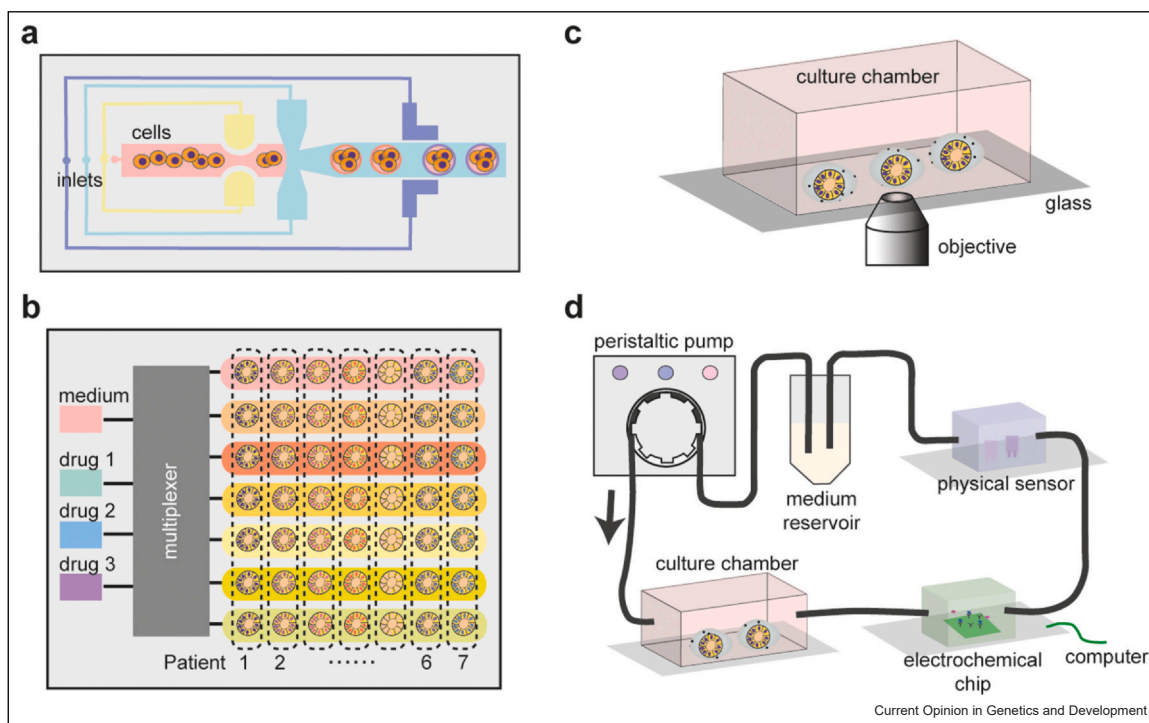 a
cells
inlets
b
medium
drug 1
drug 2
drug 3
multiplexer
Patient 1 2 ...... 6 7
c
culture chamber
glass
objective
d
peristaltic pump
medium
reservoir
physical sensor
culture chamber
electrochemical
chip
computer
Current Opinion in Genetics and Development